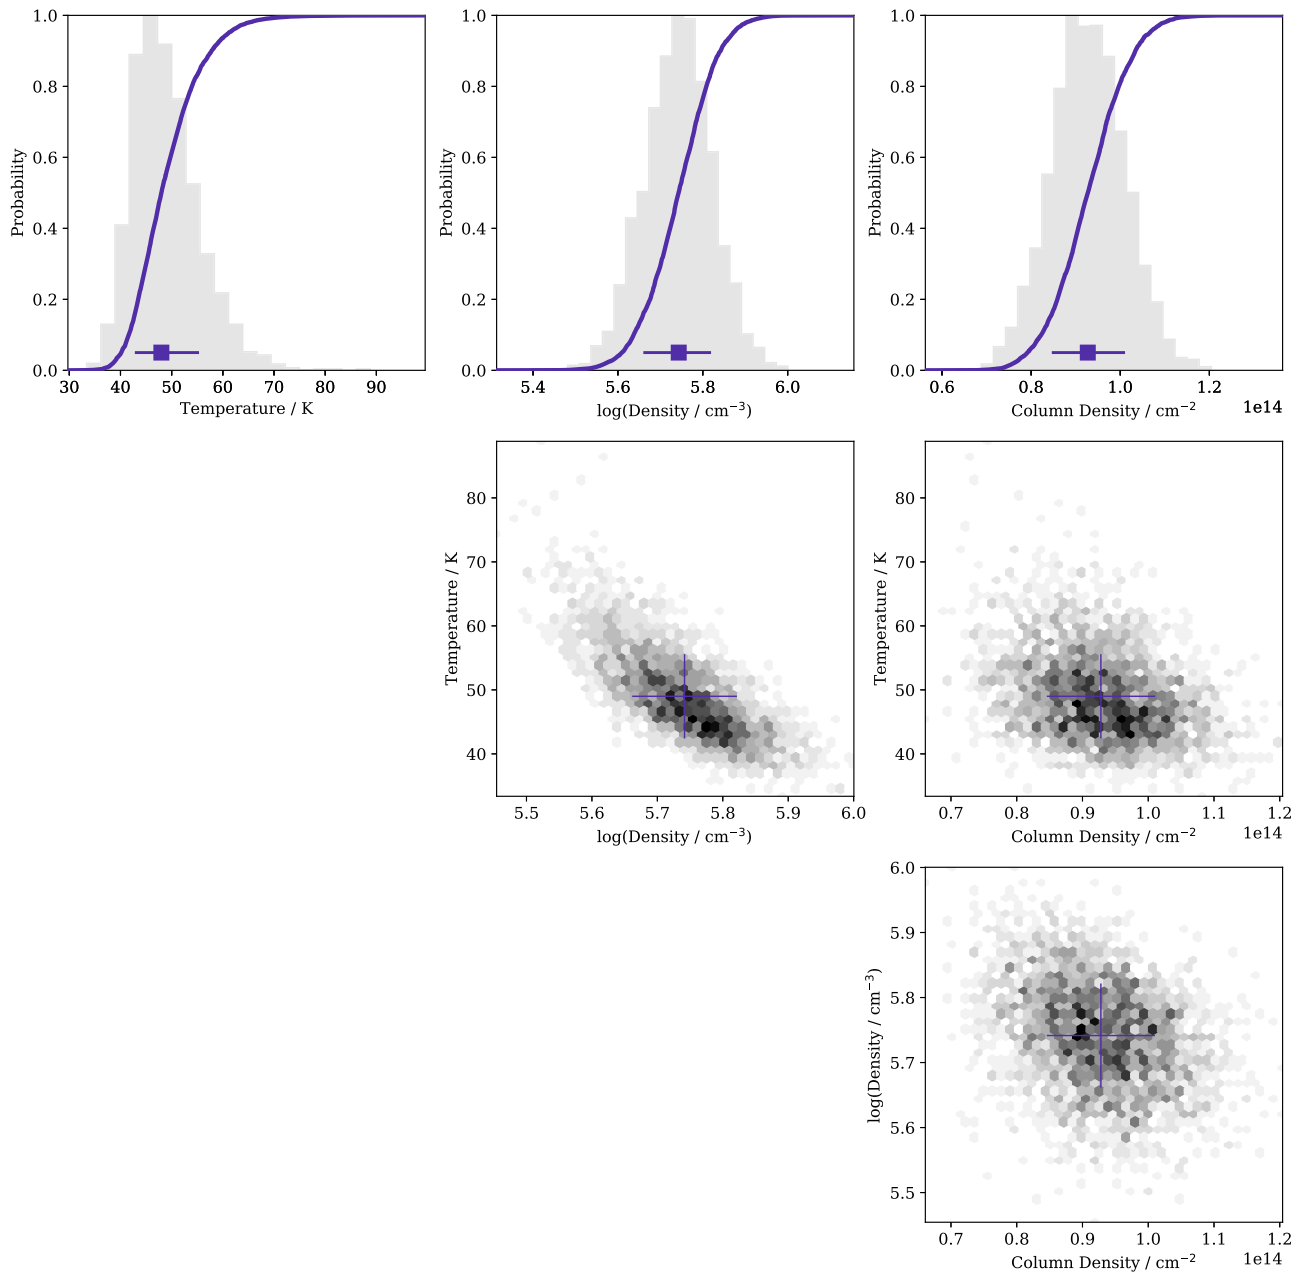 1.0
0.8
0.6
0.4
0.2
0.0
Probability
30 40 50 60 70 80 90
Temperature / K
1.0
0.8
0.6
0.4
0.2
0.0
Probability
5.4 5.6 5.8 6.0
log(Density / cm⁻³)
1.0
0.8
0.6
0.4
0.2
0.0
Probability
0.6 0.8 1.0 1.2
Column Density / cm⁻²
1e14
80
70
60
50
40
Temperature / K
5.5 5.6 5.7 5.8 5.9 6.0
log(Density / cm⁻³)
80
70
60
50
40
Temperature / K
0.7 0.8 0.9 1.0 1.1 1.2
Column Density / cm⁻²
1e14
6.0
5.9
5.8
5.7
5.6
5.5
log(Density / cm⁻³)
0.7 0.8 0.9 1.0 1.1 1.2
Column Density / cm⁻²
1e14